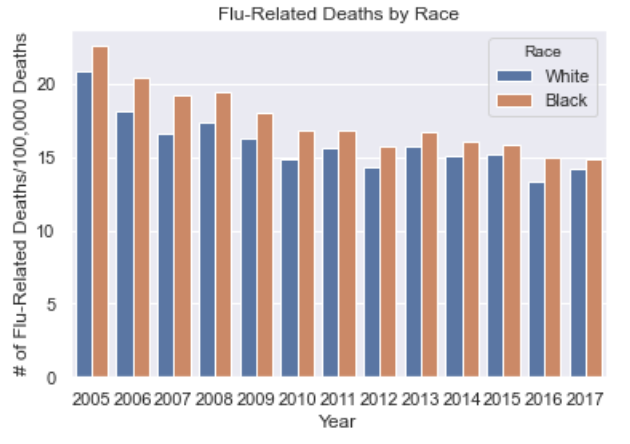 Flu-Related Deaths by Race
# of Flu-Related Deaths/100,000 Deaths
20
15
10
5
0
Race
White
Black
2005 2006 2007 2008 2009 2010 2011 2012 2013 2014 2015 2016 2017
Year